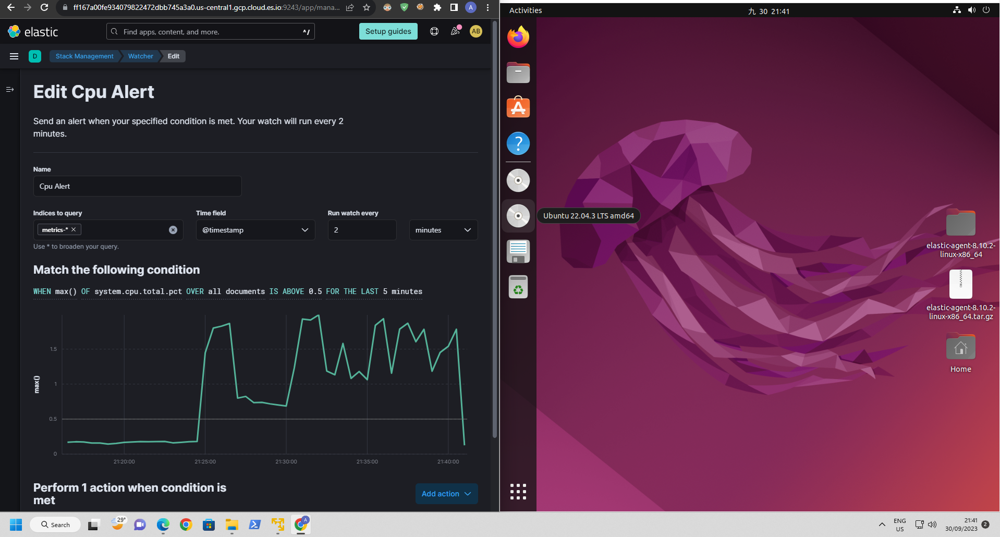 ff167a00fe934079822472dbb745a3a0.us-central1.gcp.cloud.es.io:9243/app/mana...
A
elastic
Find apps, content, and more.
^/
Setup guides
AB
D
Stack Management
Watcher
Edit
Edit Cpu Alert
Send an alert when your specified condition is met. Your watch will run every 2
minutes.
Name
Cpu Alert
Indices to query
Time field
Run watch every
metrics-*
@timestamp
2
minutes
Use * to broaden your query.
Match the following condition
WHEN max() OF system.cpu.total.pct OVER all documents IS ABOVE 0.5 FOR THE LAST 5 minutes
1.5
1
0.5
0
max()
21:20:00
21:25:00
21:30:00
21:35:00
21:40:00
Perform 1 action when condition is
met
Add action
Activities
九 30 21:41
Ubuntu 22.04.3 LTS amd64
elastic-agent-8.10.2-
linux-x86_64
elastic-agent-8.10.2-
linux-x86_64.tar.gz
Home
Search
29°
A
ENG
US
21:41
30/09/2023
2